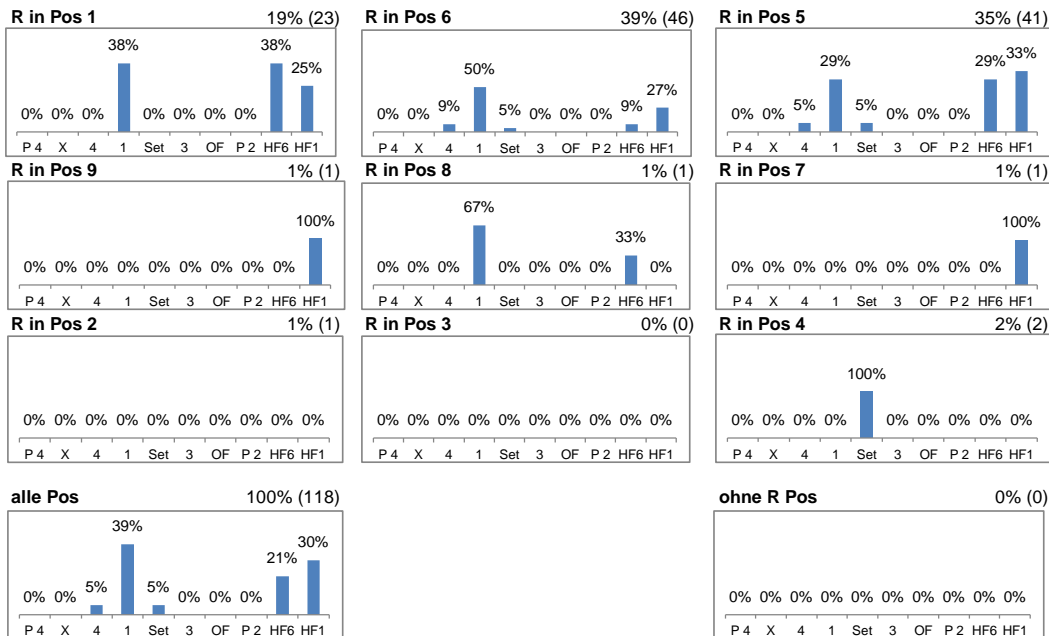 R in Pos 1 19% (23)
38% 38%
25%
0% 0% 0% 0% 0% 0% 0%
P 4 X 4 1 Set 3 OF P 2 HF6 HF1
R in Pos 6 39% (46)
50%
27%
0% 0% 9% 5% 0% 0% 0% 9%
P 4 X 4 1 Set 3 OF P 2 HF6 HF1
R in Pos 5 35% (41)
29% 29% 33%
0% 0% 5% 5% 0% 0% 0%
P 4 X 4 1 Set 3 OF P 2 HF6 HF1
R in Pos 9 1% (1)
100%
0% 0% 0% 0% 0% 0% 0% 0% 0%
P 4 X 4 1 Set 3 OF P 2 HF6 HF1
R in Pos 8 1% (1)
67%
33%
0% 0% 0% 0% 0% 0% 0% 0%
P 4 X 4 1 Set 3 OF P 2 HF6 HF1
R in Pos 7 1% (1)
100%
0% 0% 0% 0% 0% 0% 0% 0% 0%
P 4 X 4 1 Set 3 OF P 2 HF6 HF1
R in Pos 2 1% (1)
0% 0% 0% 0% 0% 0% 0% 0% 0% 0%
P 4 X 4 1 Set 3 OF P 2 HF6 HF1
R in Pos 3 0% (0)
0% 0% 0% 0% 0% 0% 0% 0% 0% 0%
P 4 X 4 1 Set 3 OF P 2 HF6 HF1
R in Pos 4 2% (2)
100%
0% 0% 0% 0% 0% 0% 0% 0% 0%
P 4 X 4 1 Set 3 OF P 2 HF6 HF1
alle Pos 100% (118)
39%
30%
21%
0% 0% 5% 5% 0% 0% 0%
P 4 X 4 1 Set 3 OF P 2 HF6 HF1
ohne R Pos 0% (0)
0% 0% 0% 0% 0% 0% 0% 0% 0% 0%
P 4 X 4 1 Set 3 OF P 2 HF6 HF1